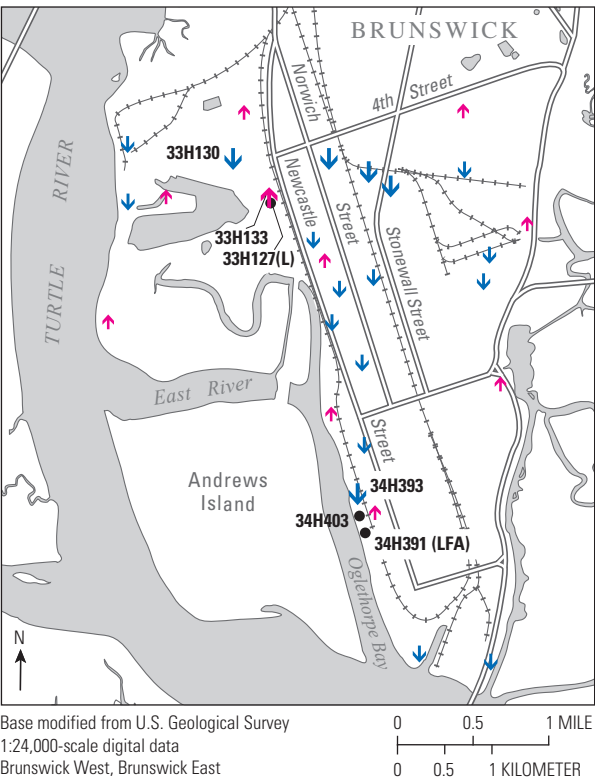 BRUNSWICK
Norwich
4th Street
TURTLE RIVER
33H130
Newcastle
Street
33H133
33H127(L)
Stonewall Street
East River
Street
Andrews
Island
34H393
34H403
34H391 (LFA)
Oglethorpe Bay
N
Base modified from U.S. Geological Survey
1:24,000-scale digital data
Brunswick West, Brunswick East
0 0.5 1 MILE
0 0.5 1 KILOMETER